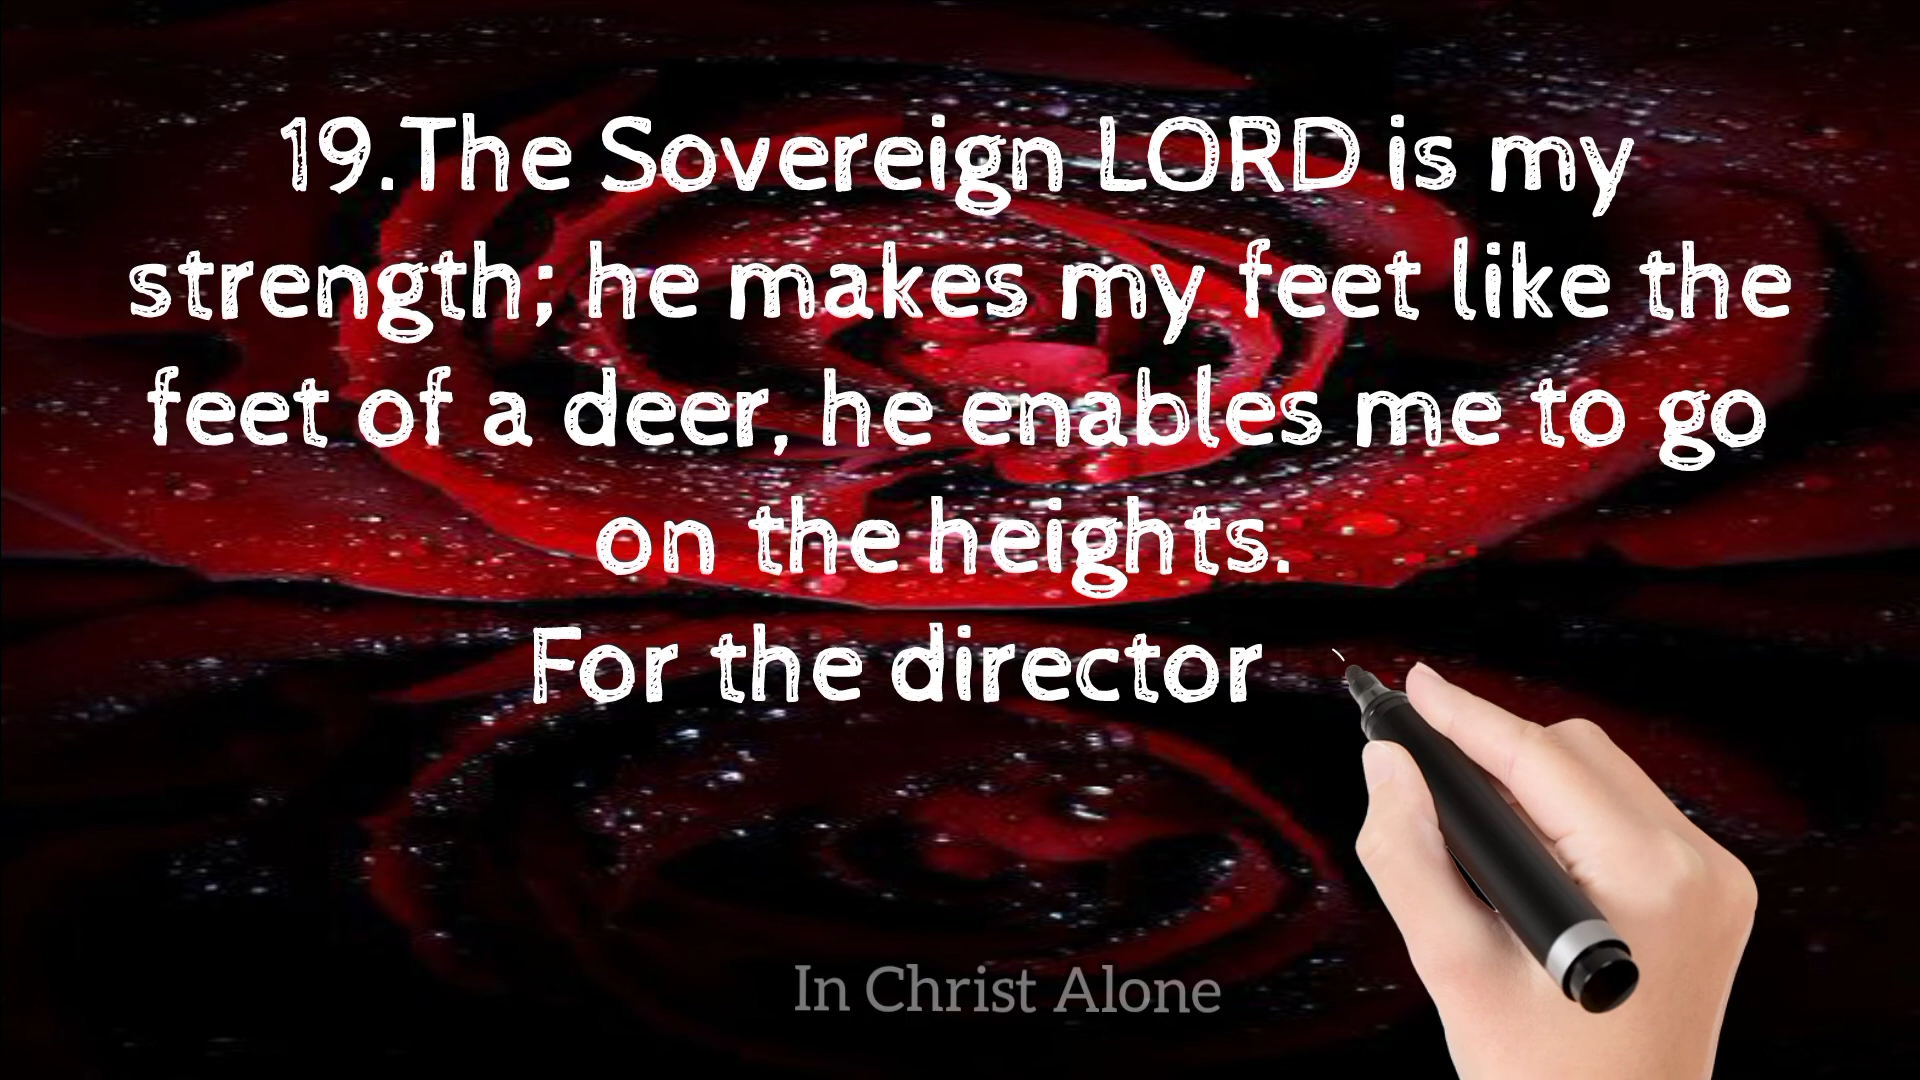 19.The Sovereign LORD is my
strength; he makes my feet like the
feet of a deer, he enables me to go
on the heights.
For the director
In Christ Alone